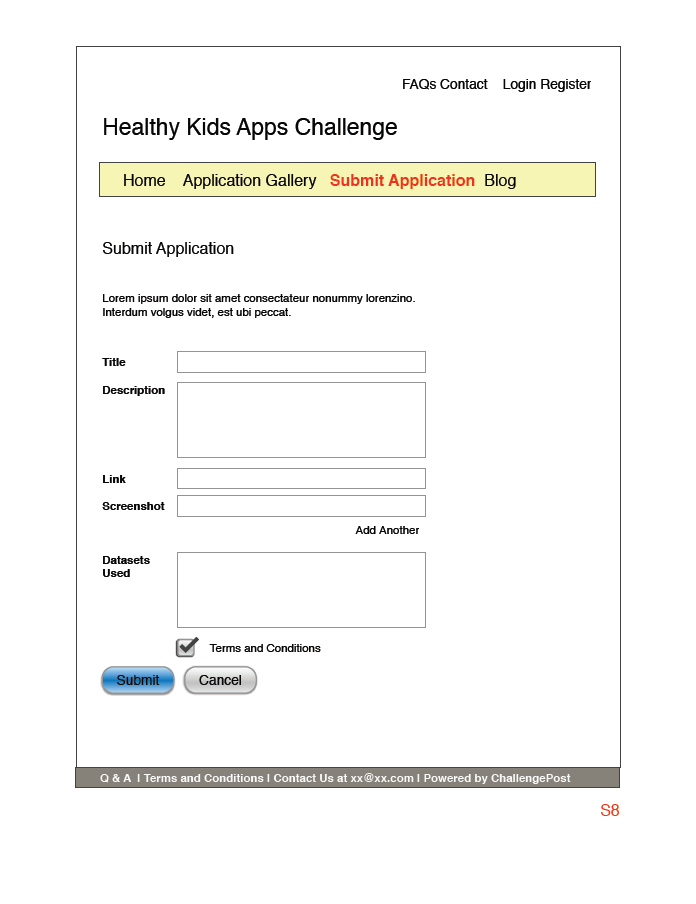 FAQs Contact Login Register
Healthy Kids Apps Challenge
Home Application Gallery Submit Application Blog
Submit Application
Lorem ipsum dolor sit amet consectateur nonummy lorenzino.
Interdum volgus videt, est ubi peccat.
Title
Description
Link
Screenshot
Add Another
Datasets
Used
Terms and Conditions
Submit Cancel
Q & A | Terms and Conditions | Contact Us at xx@xx.com | Powered by ChallengePost
S8